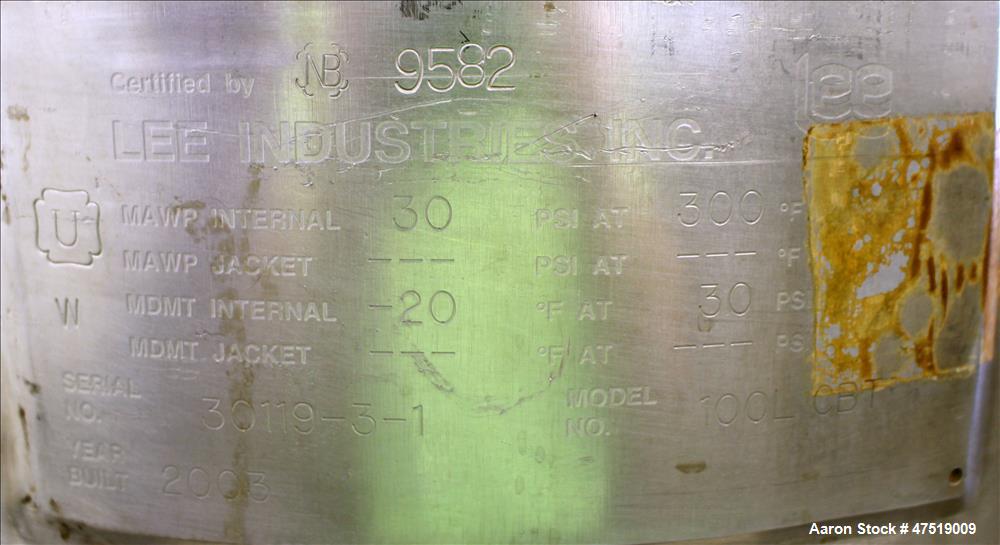 Certified by NB 9582
lee
LEE INDUSTRIES INC.
U
MAWP INTERNAL 30 PSI AT 300 °F
MAWP JACKET --- PSI AT --- °F
W
MDMT INTERNAL -20 °F AT 30 PS
MDMT JACKET --- °F AT --- PS
SERIAL NO. 30119-3-1 MODEL NO. 100L CBT
YEAR BUILT 2003
Aaron Stock # 47519009